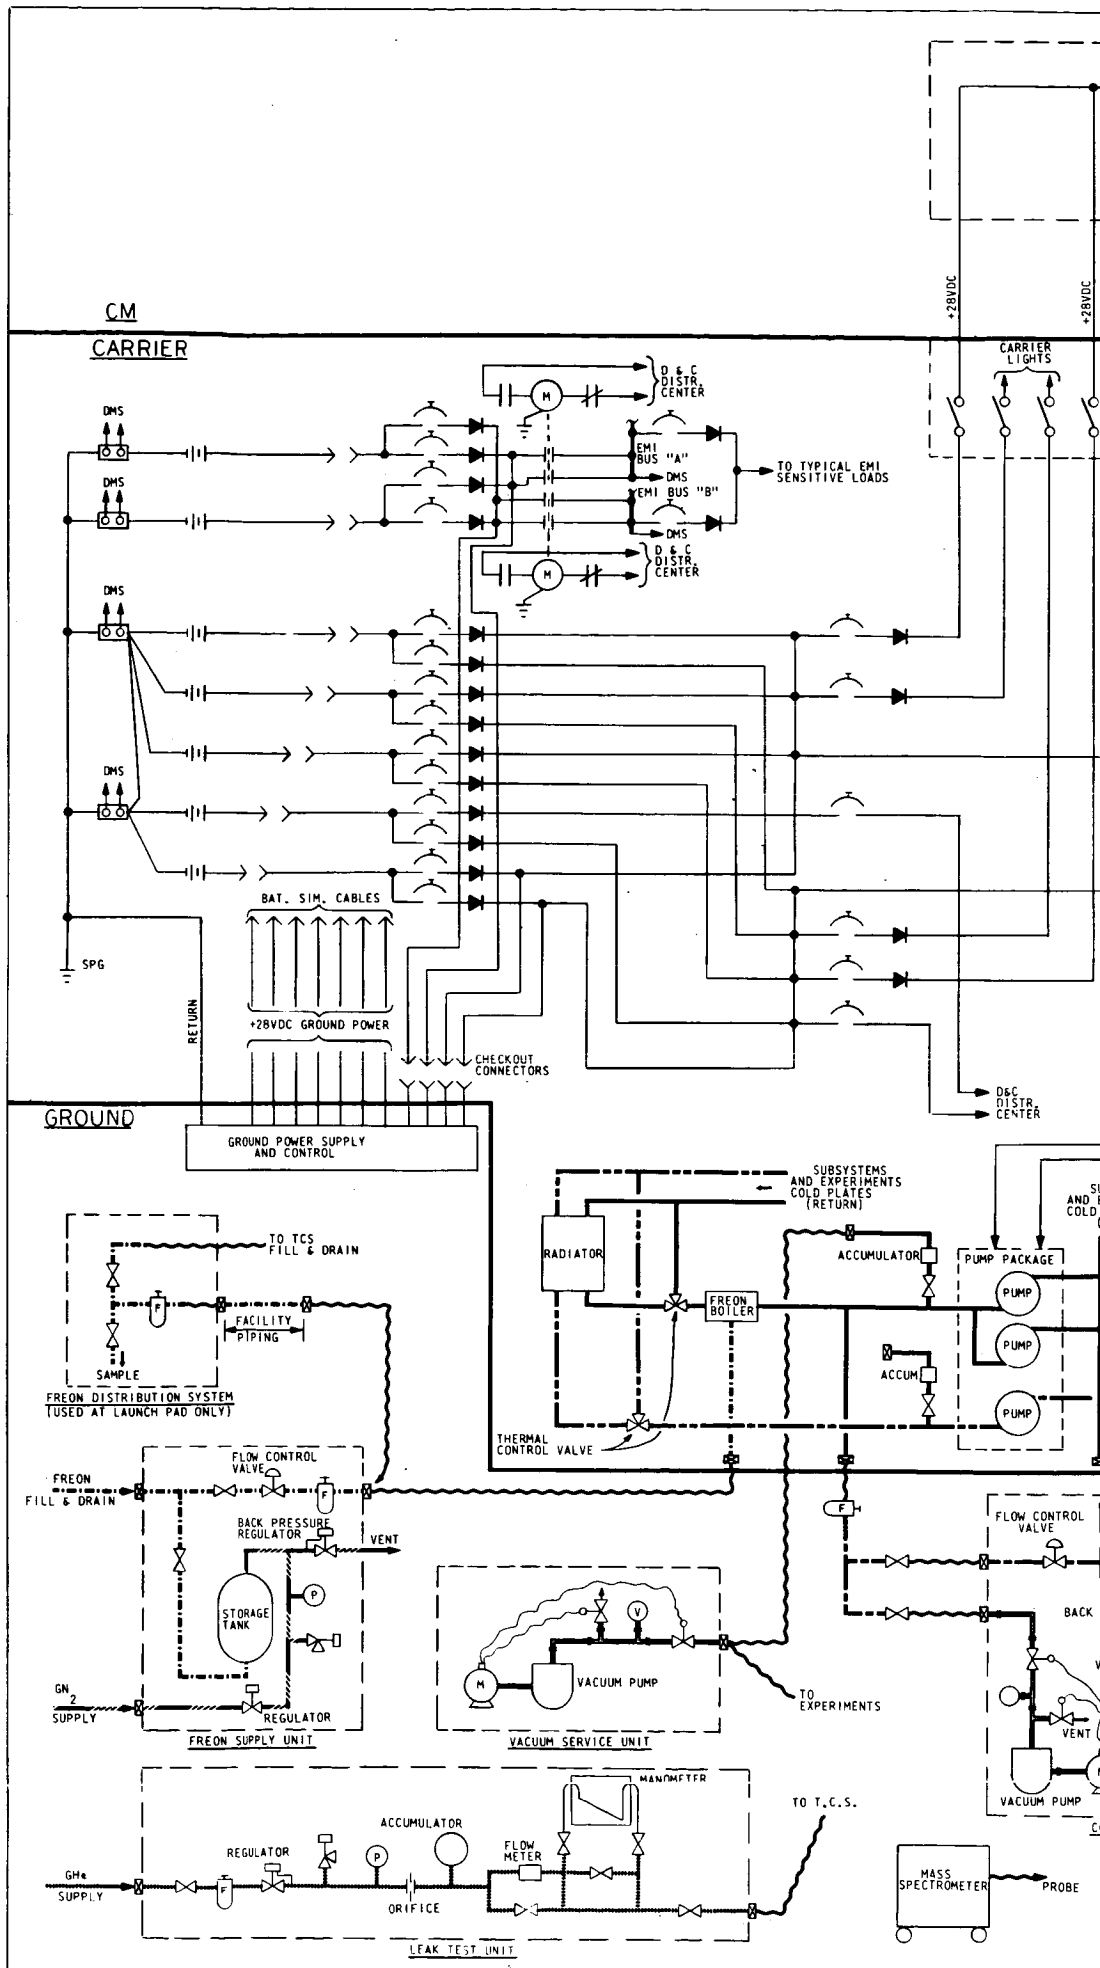 +28VDC
+28VDC
CM
CARRIER
CARRIER
LIGHTS
D & C
DISTR.
CENTER
M
DMS
EMI
BUS "A"
TO TYPICAL EMI
SENSITIVE LOADS
DMS
DMS
EMI BUS "B"
DMS
D & C
DISTR.
CENTER
M
DMS
DMS
BAT. SIM. CABLES
SPG
RETURN
+28VDC GROUND POWER
CHECKOUT
CONNECTORS
D&C
DISTR.
CENTER
GROUND
GROUND POWER SUPPLY
AND CONTROL
SUBSYSTEMS
AND EXPERIMENTS
COLD PLATES
(RETURN)
SU
AND E
COLD
(
TO TCS
FILL & DRAIN
RADIATOR
ACCUMULATOR
PUMP PACKAGE
F
FREON
BOILER
PUMP
FACILITY
PIPING
PUMP
SAMPLE
ACCUM.
FREON DISTRIBUTION SYSTEM
(USED AT LAUNCH PAD ONLY)
PUMP
THERMAL
CONTROL VALVE
FLOW CONTROL
VALVE
FREON
FILL & DRAIN
F
F
FLOW CONTROL
VALVE
BACK PRESSURE
REGULATOR
VENT
P
STORAGE
TANK
V
BACK
M
VACUUM PUMP
GN2
SUPPLY
TO
EXPERIMENTS
REGULATOR
VENT
FREON SUPPLY UNIT
VACUUM SERVICE UNIT
VACUUM PUMP
MANOMETER
TO T.C.S.
ACCUMULATOR
REGULATOR
P
FLOW
METER
GHe
SUPPLY
F
ORIFICE
MASS
SPECTROMETER
PROBE
LEAK TEST UNIT